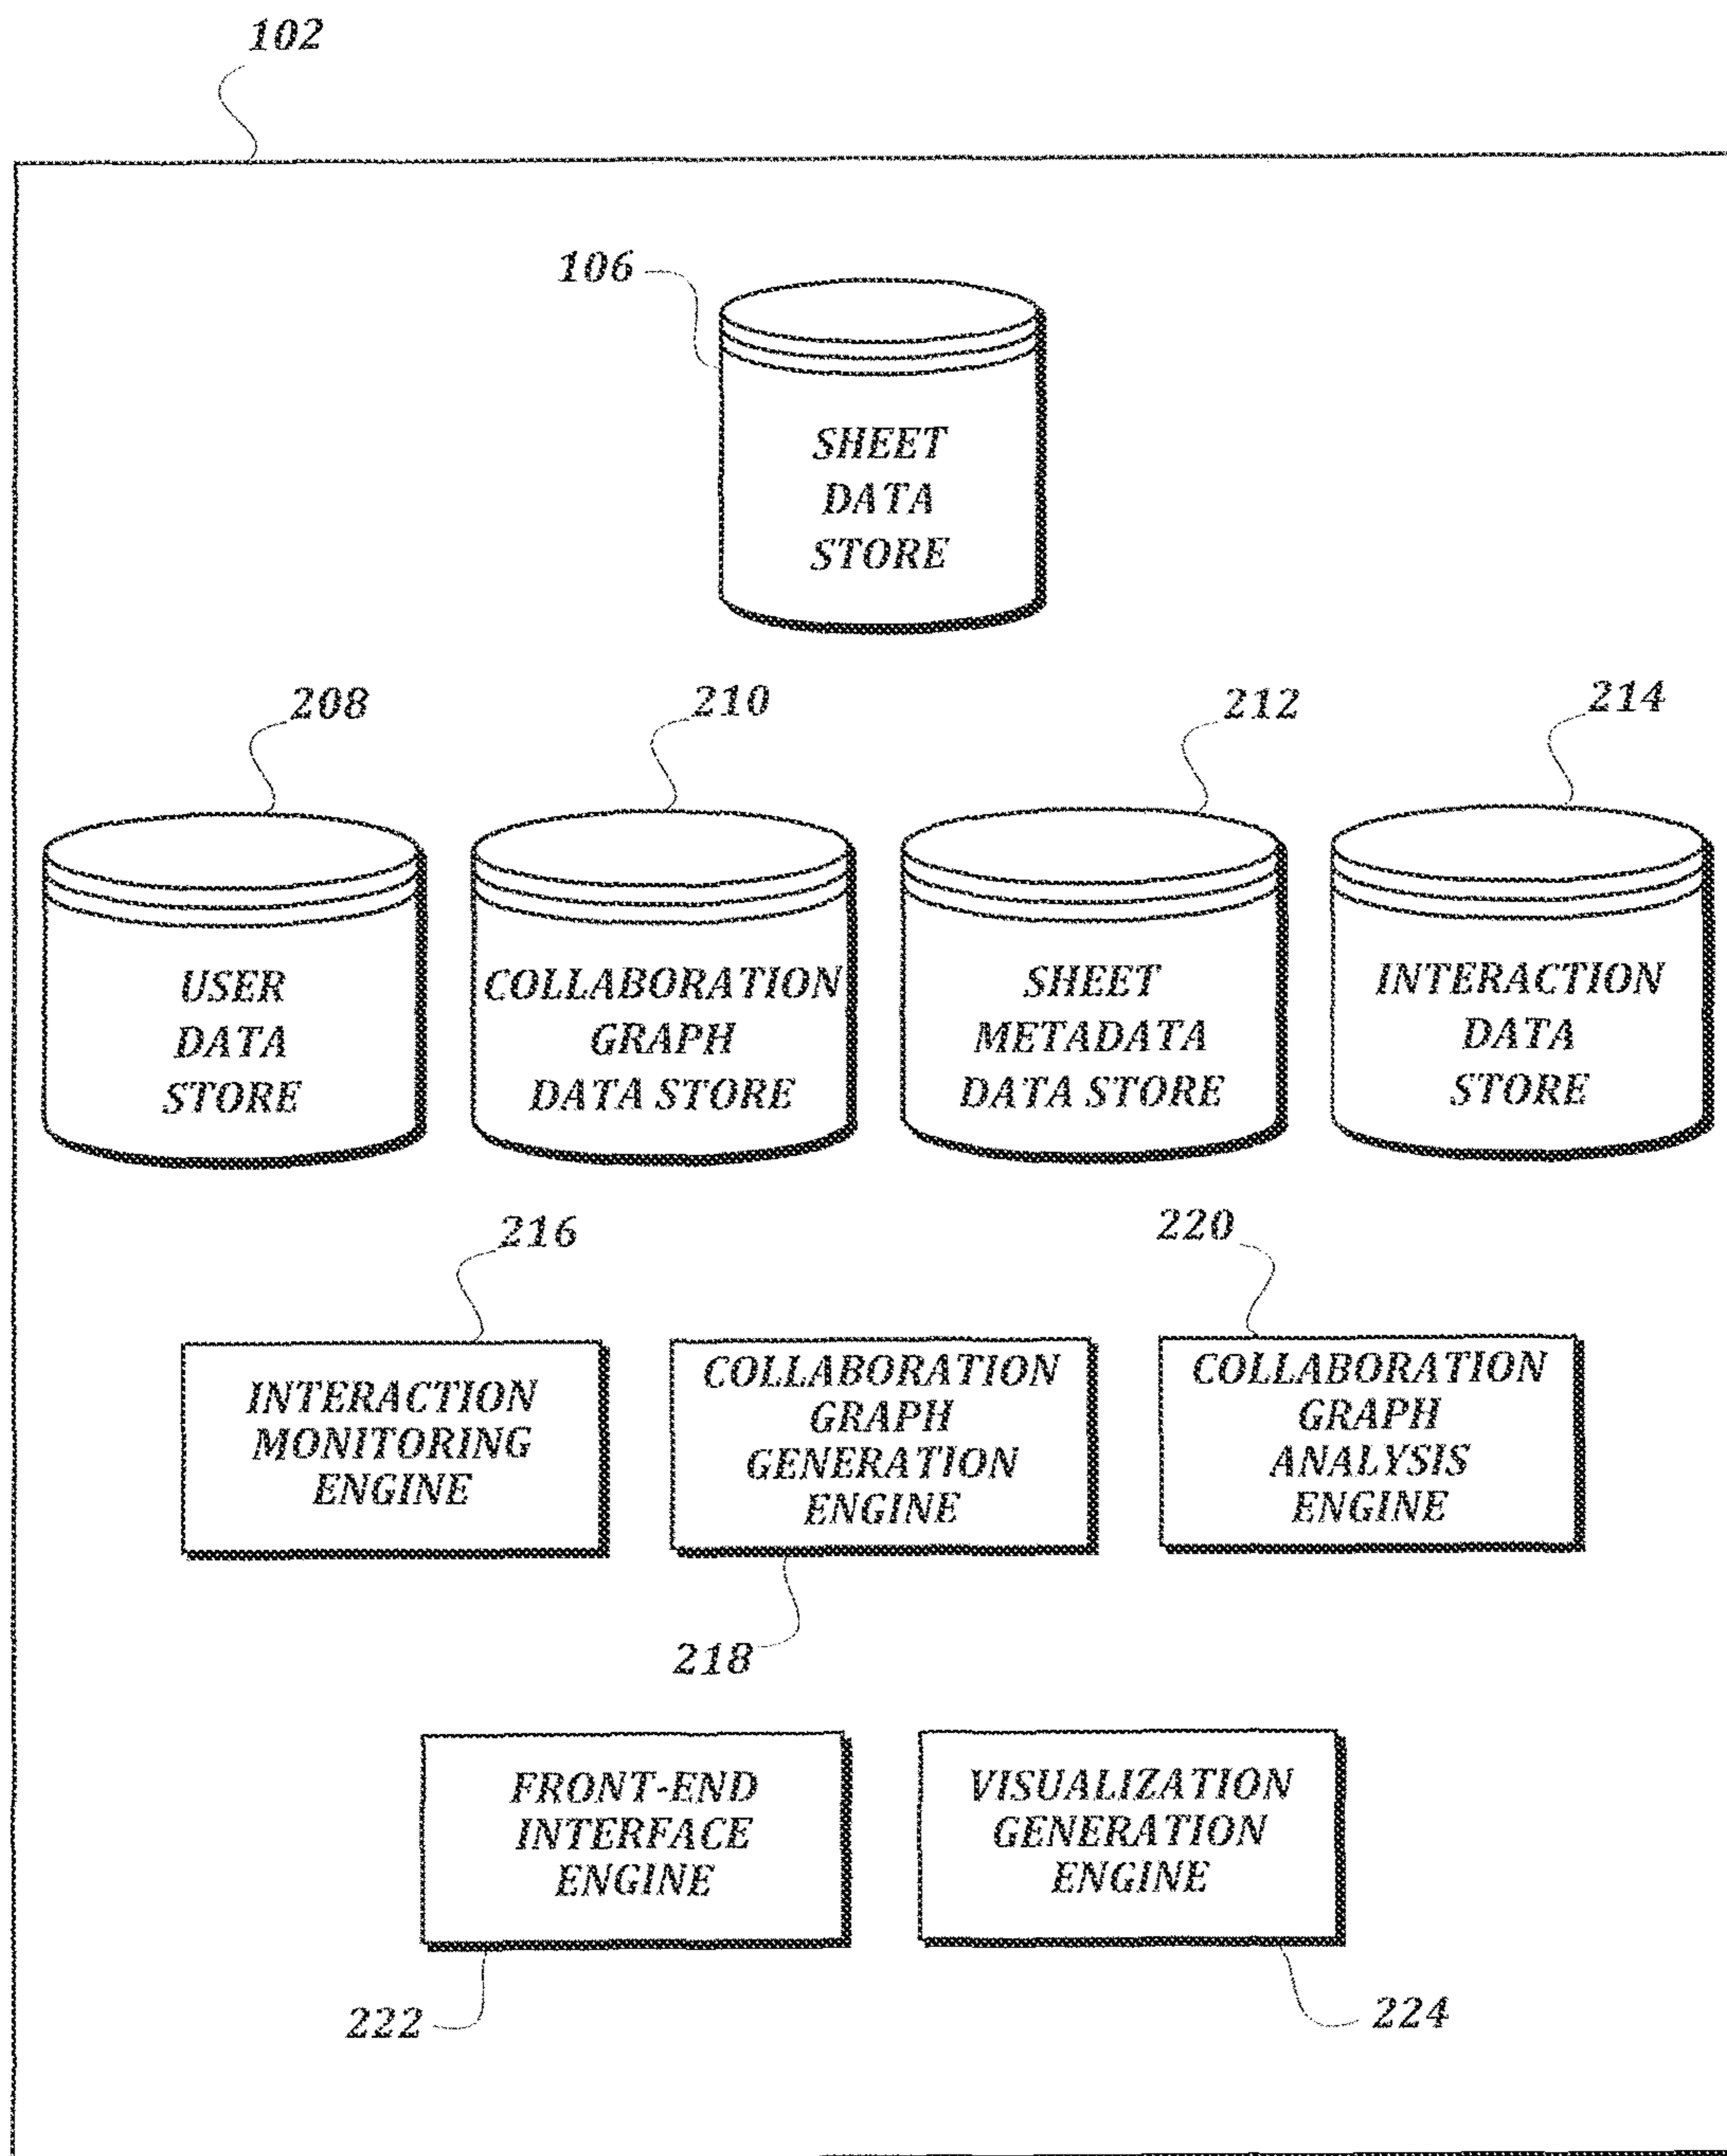 102
106
SHEET
DATA
STORE
208
210
212
214
USER
DATA
STORE
COLLABORATION
GRAPH
DATA STORE
SHEET
METADATA
DATA STORE
INTERACTION
DATA
STORE
216
220
INTERACTION
MONITORING
ENGINE
COLLABORATION
GRAPH
GENERATION
ENGINE
COLLABORATION
GRAPH
ANALYSIS
ENGINE
218
FRONT-END
INTERFACE
ENGINE
VISUALIZATION
GENERATION
ENGINE
222
224